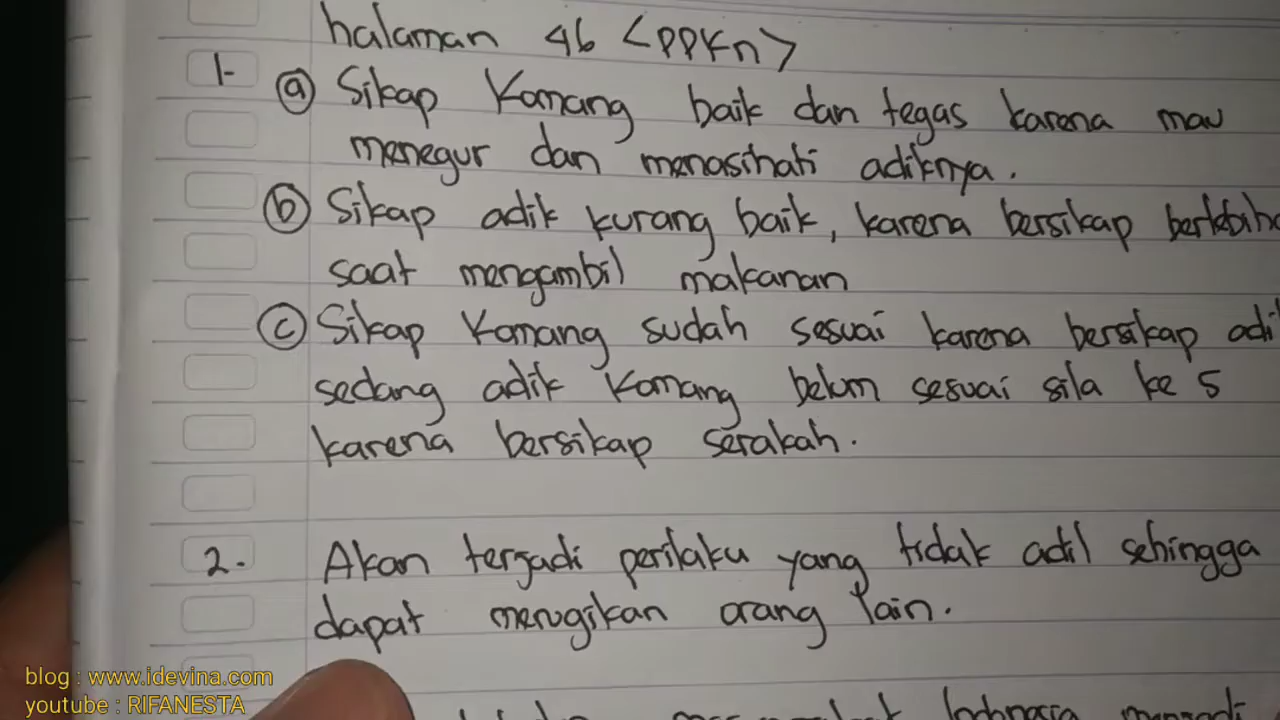 halaman 46 <PPKn>
1- ⓐ Sikap Komang baik dan tegas karena mau
menegur dan menasihati adiknya.
ⓑ Sikap adik kurang baik, karena bersikap
saat mengambil makanan
ⓒ Sikap Komang sudah sesuai karena bersikap adil
sedang adik Komang belum sesuai sila ke 5
karena bersikap serakah.
2. Akan terjadi perilaku yang tidak adil sehingga
dapat merugikan orang lain.
Indonesia
blog : www.idevina.com
youtube : RIFANESTA